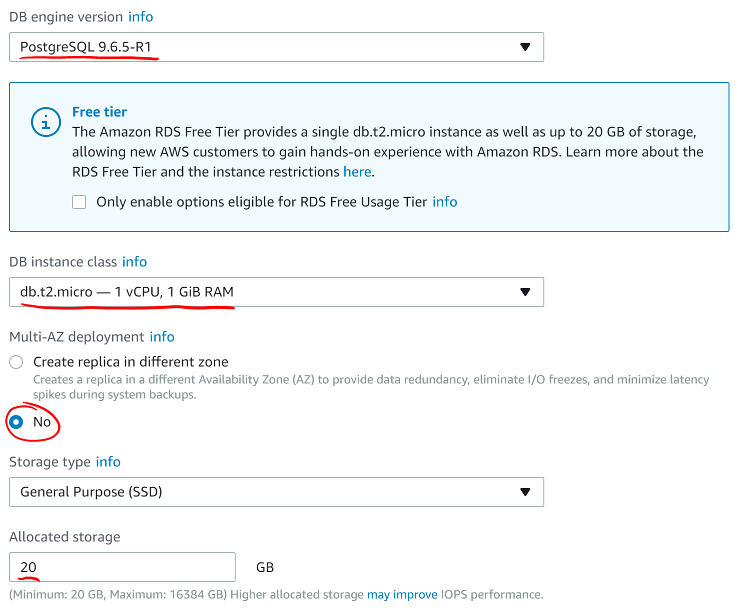 DB engine version info
PostgreSQL 9.6.5-R1
Free tier
The Amazon RDS Free Tier provides a single db.t2.micro instance as well as up to 20 GB of storage,
allowing new AWS customers to gain hands-on experience with Amazon RDS. Learn more about the
RDS Free Tier and the instance restrictions here.
Only enable options eligible for RDS Free Usage Tier info
DB instance class info
db.t2.micro — 1 vCPU, 1 GiB RAM
Multi-AZ deployment info
Create replica in different zone
Creates a replica in a different Availability Zone (AZ) to provide data redundancy, eliminate I/O freezes, and minimize latency
spikes during system backups.
No
Storage type info
General Purpose (SSD)
Allocated storage
20 GB
(Minimum: 20 GB, Maximum: 16384 GB) Higher allocated storage may improve IOPS performance.